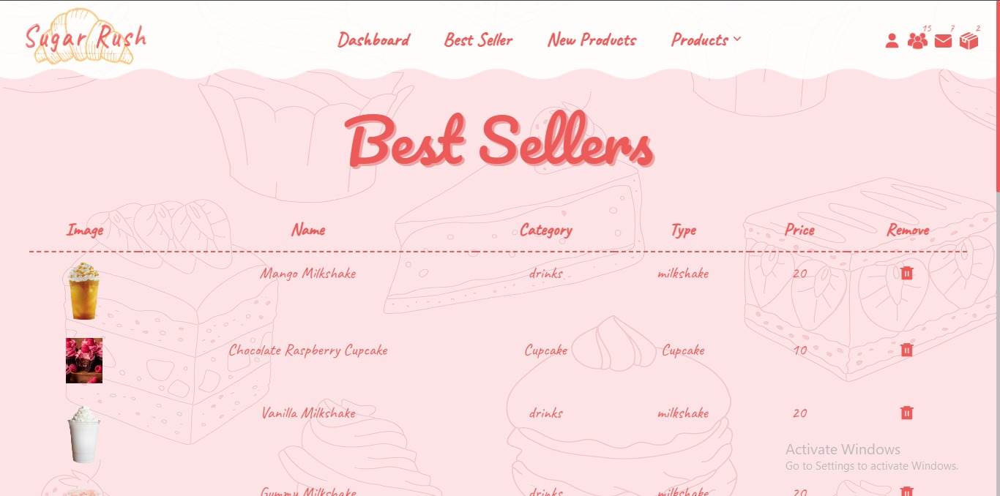 Sugar Rush
Dashboard Best Seller New Products Products 15 7 2
Best Sellers
Image Name Category Type Price Remove
Mango Milkshake drinks milkshake 20
Chocolate Raspberry Cupcake Cupcake Cupcake 10
Vanilla Milkshake drinks milkshake 20
Activate Windows
Go to Settings to activate Windows.
Gummy Milkshake drinks milkshake 20